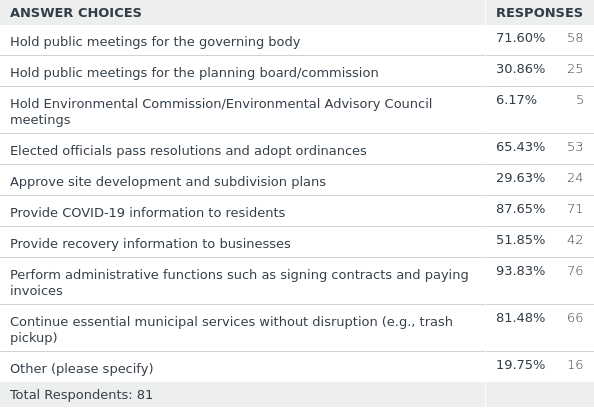 ANSWER CHOICES RESPONSES
Hold public meetings for the governing body 71.60% 58
Hold public meetings for the planning board/commission 30.86% 25
Hold Environmental Commission/Environmental Advisory Council 6.17% 5
meetings
Elected officials pass resolutions and adopt ordinances 65.43% 53
Approve site development and subdivision plans 29.63% 24
Provide COVID-19 information to residents 87.65% 71
Provide recovery information to businesses 51.85% 42
Perform administrative functions such as signing contracts and paying 93.83% 76
invoices
Continue essential municipal services without disruption (e.g., trash 81.48% 66
pickup)
Other (please specify) 19.75% 16
Total Respondents: 81